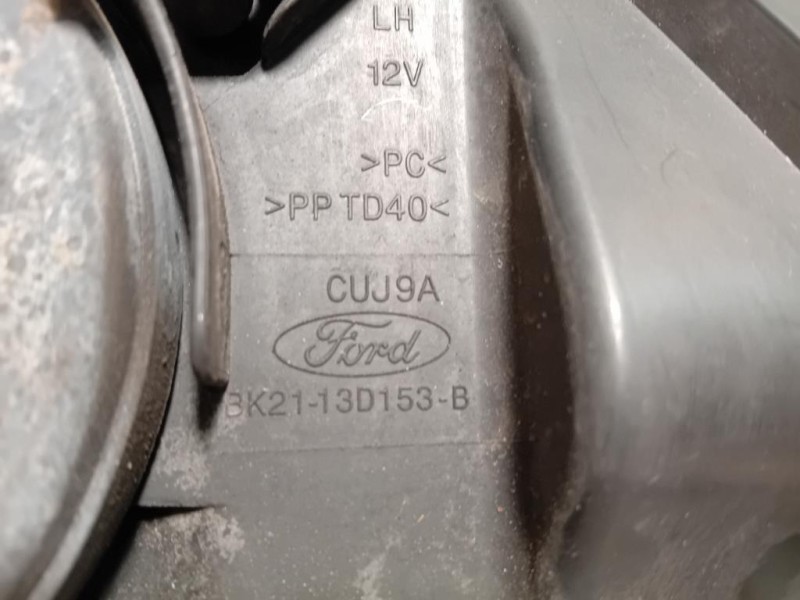 LH
12V
>PC<
>PP TD40<
CUJ9A
Ford
BK21-13D153-B